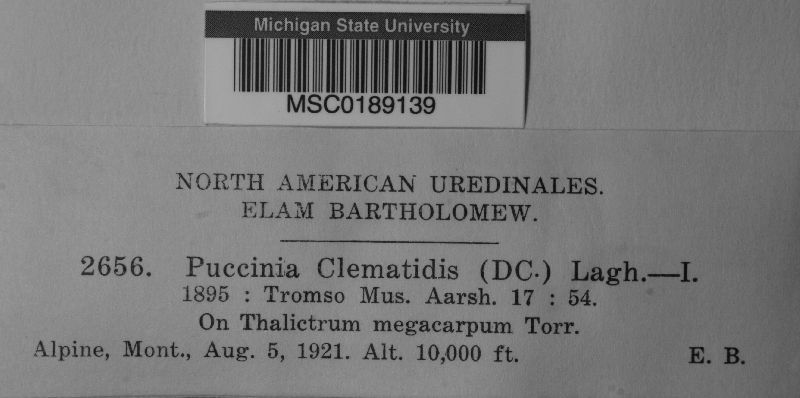 Michigan State University
MSC0189139
NORTH AMERICAN UREDINALES.
ELAM BARTHOLOMEW.
2656. Puccinia Clematidis (DC.) Lagh.—I.
1895 : Tromso Mus. Aarsh. 17 : 54.
On Thalictrum megacarpum Torr.
Alpine, Mont., Aug. 5, 1921. Alt. 10,000 ft. E. B.